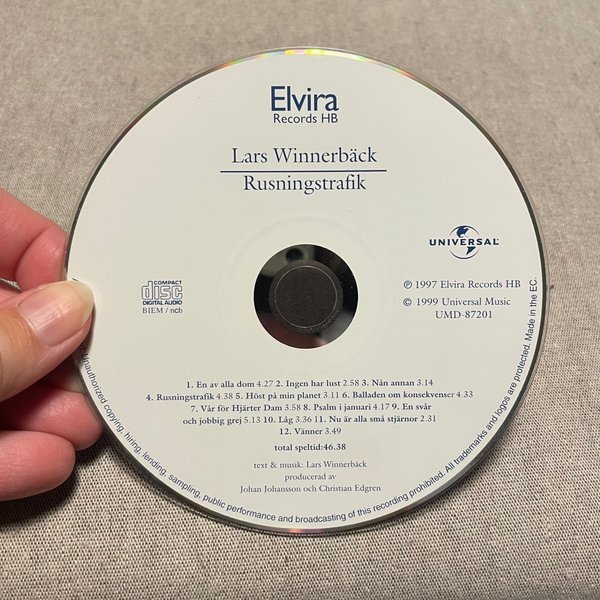 Elvira
Records HB
Lars Winnerbäck
Rusningstrafik
UNIVERSAL
COMPACT
disc
DIGITAL AUDIO
BIEM / ncb
℗ 1997 Elvira Records HB
© 1999 Universal Music
UMD-87201
1. En av alla dom 4.27 2. Ingen har lust 2.58 3. Nån annan 3.14
4. Rusningstrafik 4.38 5. Höst på min planet 3.11 6. Balladen om konsekvenser 4.33
7. Vår för Hjärter Dam 3.58 8. Psalm i januari 4.17 9. En svår
och jobbig grej 5.13 10. Låg 3.36 11. Nu är alla små stjärnor 2.31
12. Vänner 3.49
total speltid:46.38
text & musik: Lars Winnerbäck
producerad av
Johan Johansson och Christian Edgren
Unauthorized copying, hiring, lending, sampling, public performance and broadcasting of this recording prohibited. All trademarks and logos are protected. Made in the EC.